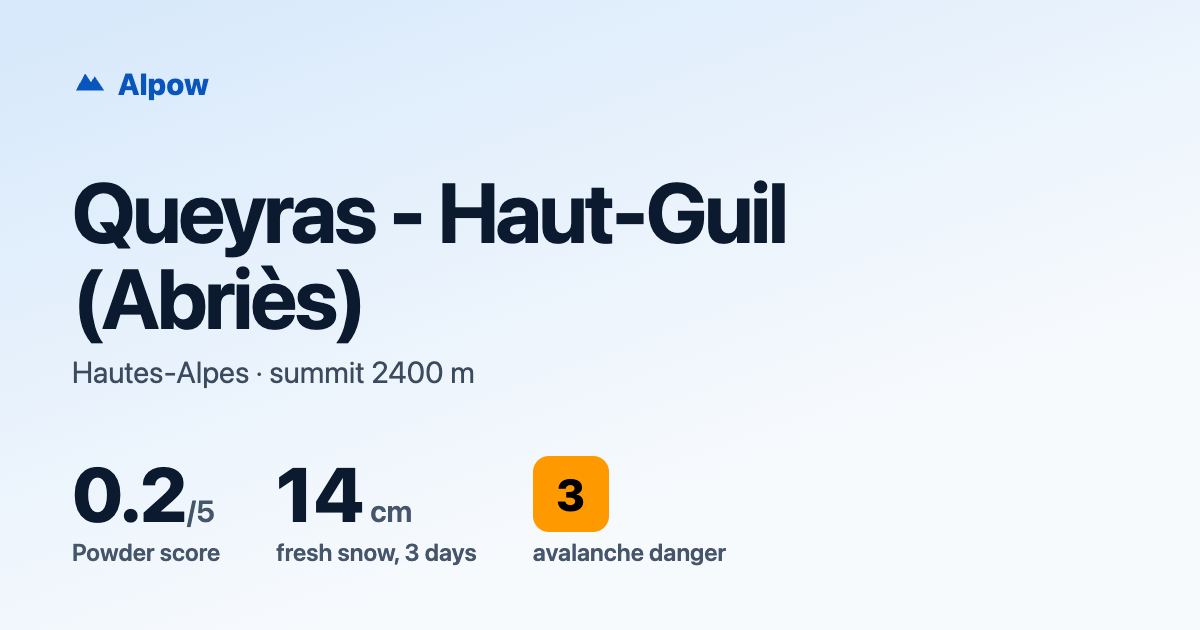 Alpow
Queyras - Haut-Guil
(Abriès)
Hautes-Alpes · summit 2400 m
0.2/5
Powder score
14 cm
fresh snow, 3 days
3
avalanche danger